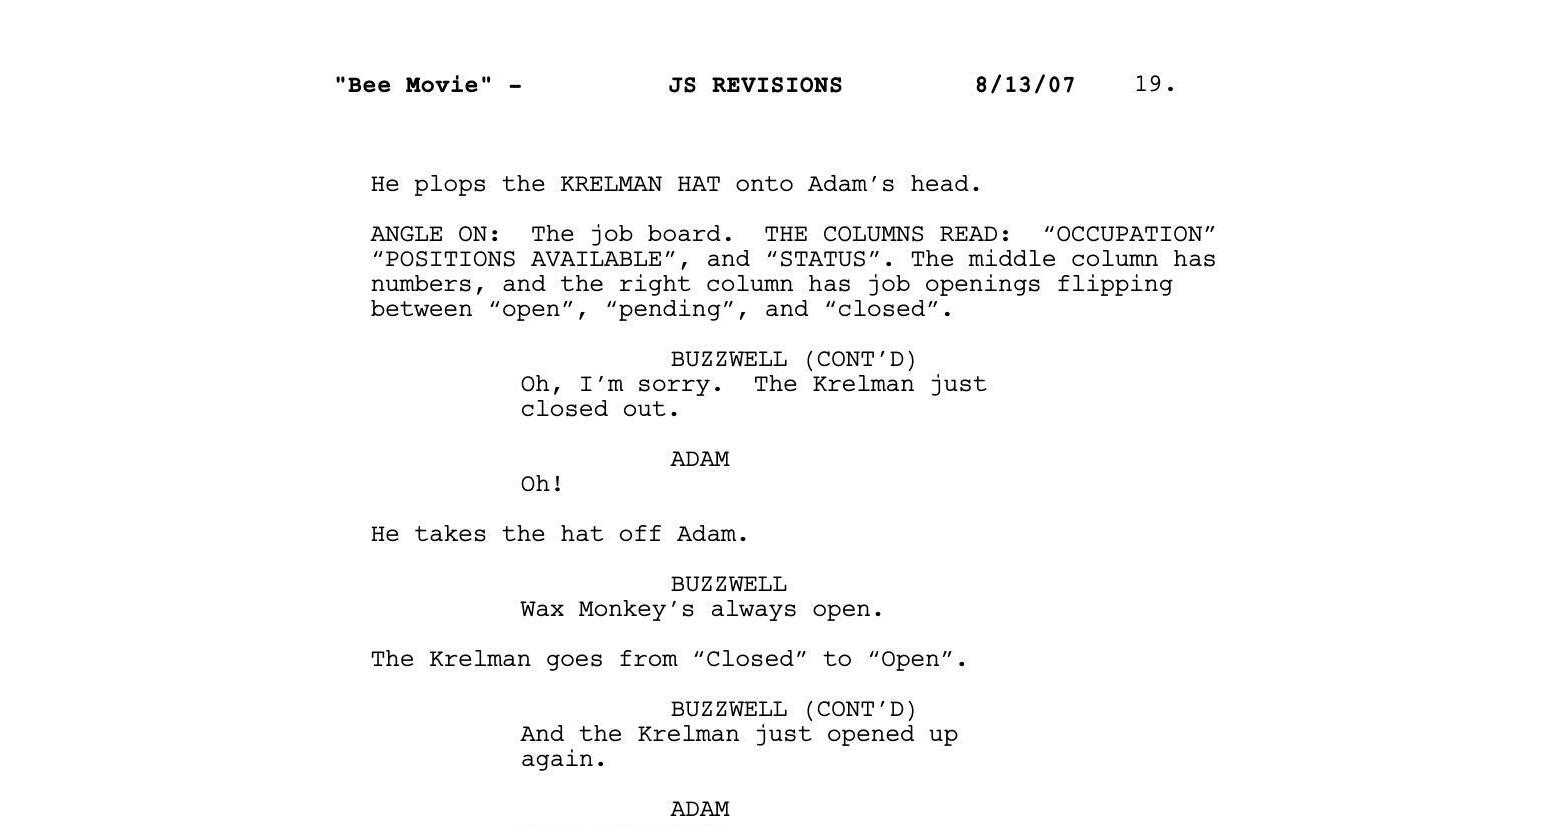 "Bee Movie" - JS REVISIONS 8/13/07 19.
He plops the KRELMAN HAT onto Adam’s head.
ANGLE ON:  The job board.  THE COLUMNS READ:  “OCCUPATION”
“POSITIONS AVAILABLE”, and “STATUS”. The middle column has
numbers, and the right column has job openings flipping
between “open”, “pending”, and “closed”.
BUZZWELL (CONT’D)
Oh, I’m sorry.  The Krelman just
closed out.
ADAM
Oh!
He takes the hat off Adam.
BUZZWELL
Wax Monkey’s always open.
The Krelman goes from “Closed” to “Open”.
BUZZWELL (CONT’D)
And the Krelman just opened up
again.
ADAM